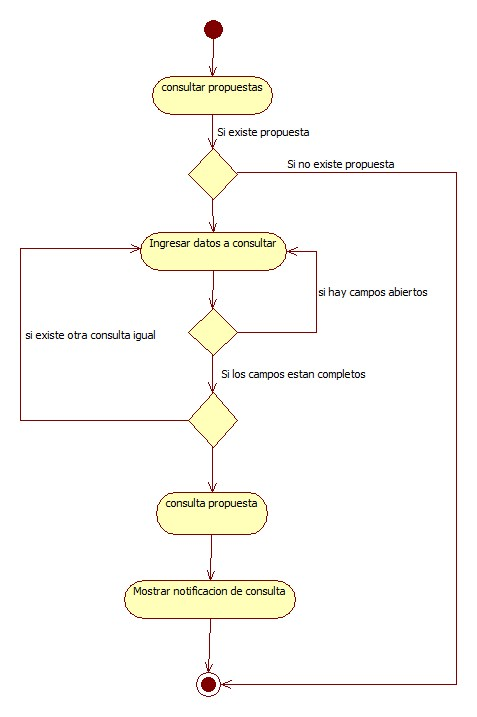 consultar propuestas
Si existe propuesta
Si no existe propuesta
Ingresar datos a consultar
si hay campos abiertos
si existe otra consulta igual
Si los campos estan completos
consulta propuesta
Mostrar notificacion de consulta